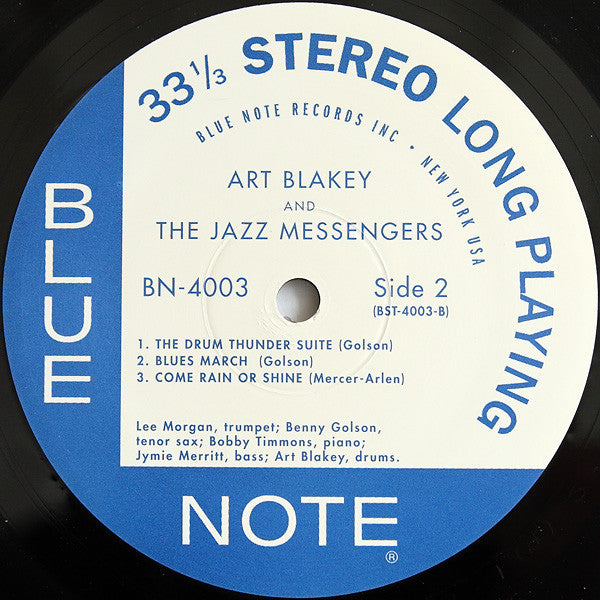 33 1/3 STEREO LONG PLAYING
BLUE NOTE RECORDS INC • NEW YORK USA
ART BLAKEY
AND
THE JAZZ MESSENGERS
BN-4003
Side 2
(BST-4003-B)
1. THE DRUM THUNDER SUITE (Golson)
2. BLUES MARCH (Golson)
3. COME RAIN OR SHINE (Mercer-Arlen)
Lee Morgan, trumpet; Benny Golson,
tenor sax; Bobby Timmons, piano;
Jymie Merritt, bass; Art Blakey, drums.
BLUE
NOTE®